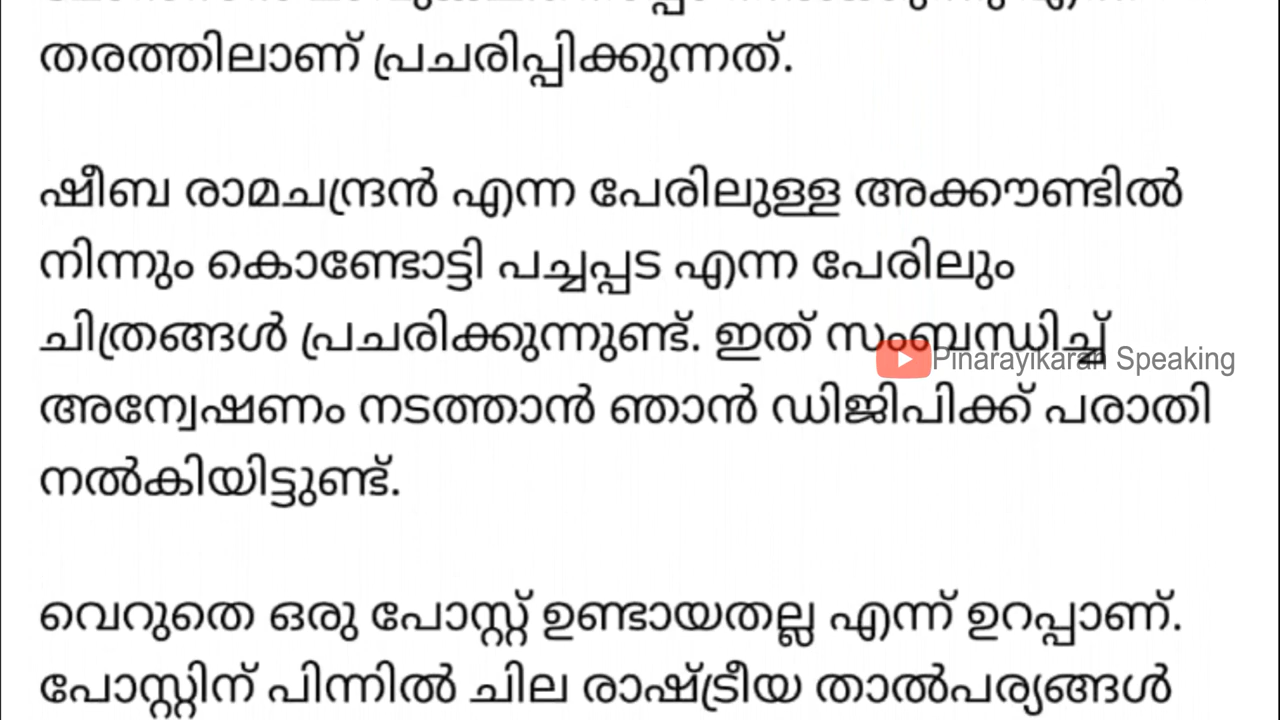 തരത്തിലാണ് പ്രചരിപ്പിക്കുന്നത്.
ഷീബ രാമചന്ദ്രൻ എന്ന പേരിലുള്ള അക്കൗണ്ടിൽ
നിന്നും കൊണ്ടോട്ടി പച്ചപ്പട എന്ന പേരിലും
ചിത്രങ്ങൾ പ്രചരിക്കുന്നുണ്ട്. ഇത് സംബന്ധിച്ച്
Pinarayikaran Speaking
അന്വേഷണം നടത്താൻ ഞാൻ ഡിജിപിക്ക് പരാതി
നൽകിയിട്ടുണ്ട്.
വെറുതെ ഒരു പോസ്റ്റ് ഉണ്ടായതല്ല എന്ന് ഉറപ്പാണ്.
പോസ്റ്റിന് പിന്നിൽ ചില രാഷ്ട്രീയ താൽപര്യങ്ങൾ